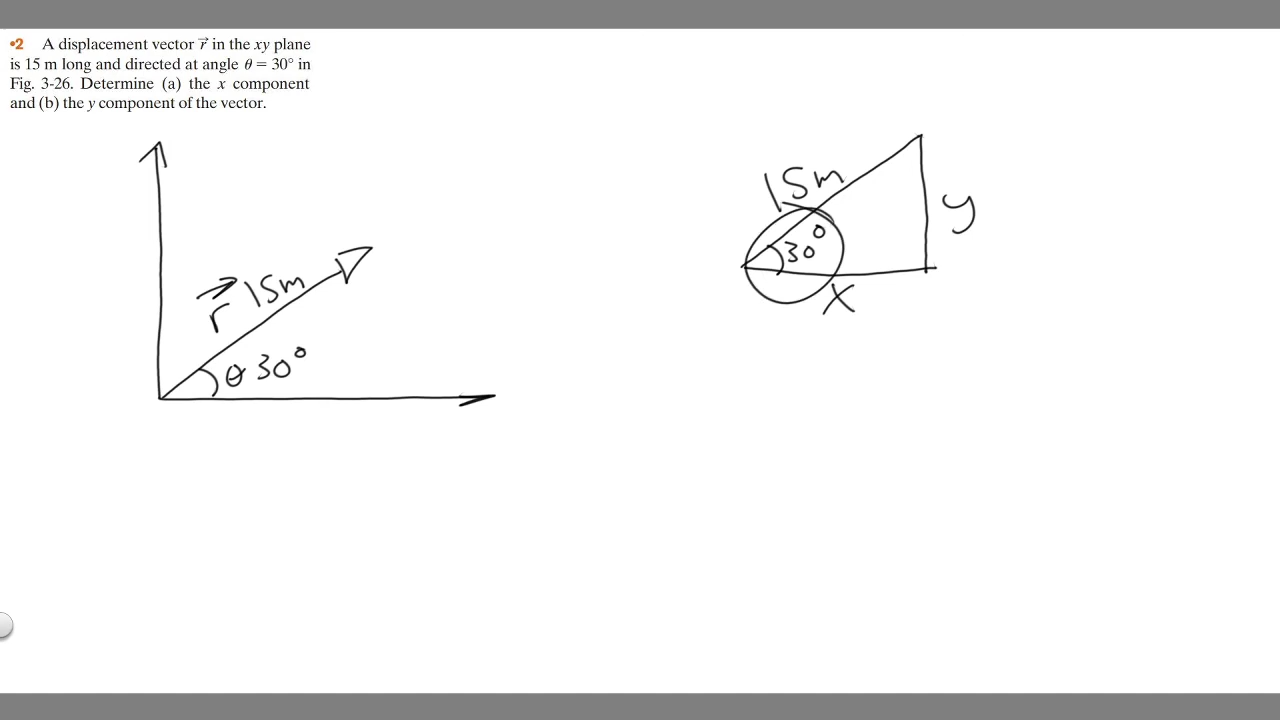 •2 A displacement vector r⃗ in the xy plane
is 15 m long and directed at angle θ = 30° in
Fig. 3-26. Determine (a) the x component
and (b) the y component of the vector.
r⃗ 15m
θ 30°
15m
30°
y
x